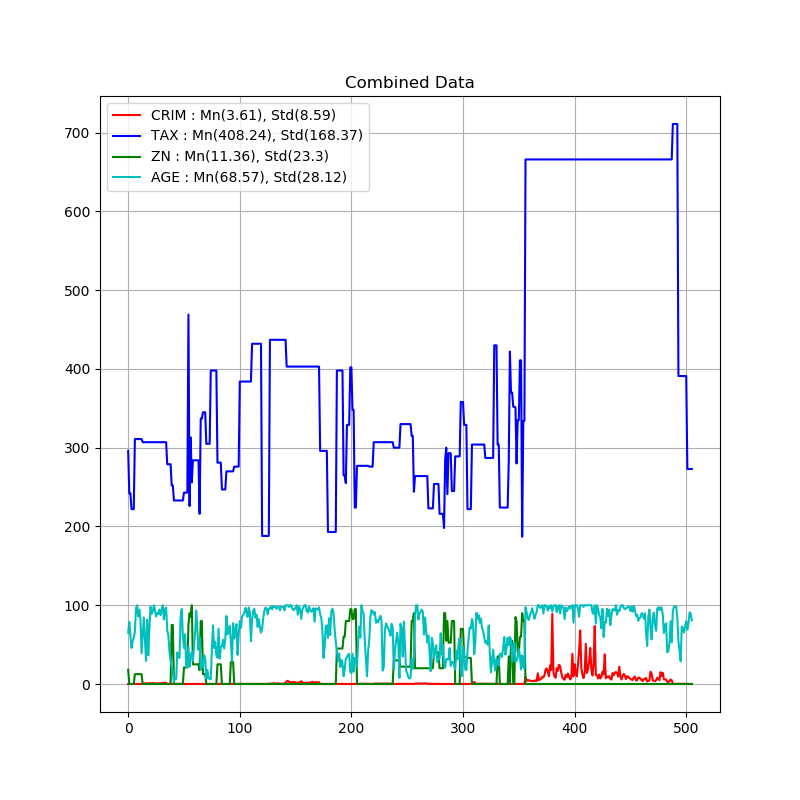 Combined Data
CRIM : Mn(3.61), Std(8.59)
TAX : Mn(408.24), Std(168.37)
ZN : Mn(11.36), Std(23.3)
AGE : Mn(68.57), Std(28.12)
700
600
500
400
300
200
100
0
0 100 200 300 400 500